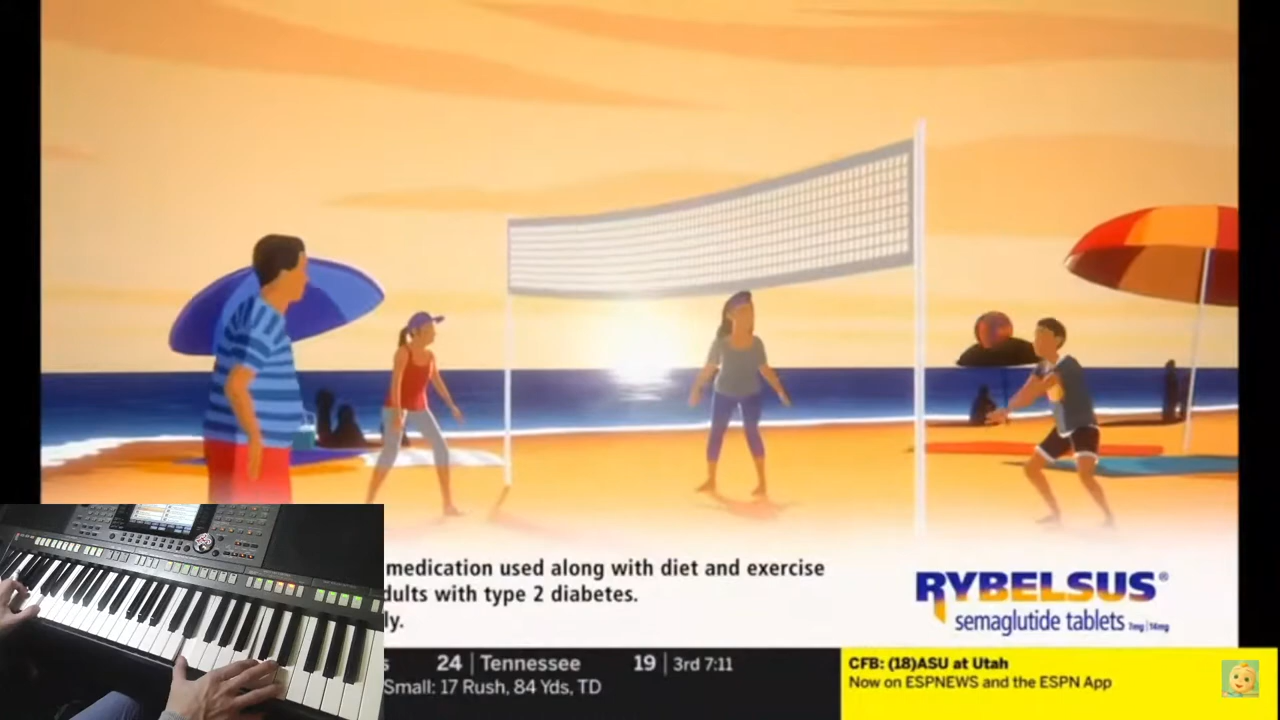 medication used along with diet and exercise
dults with type 2 diabetes.
ly.
RYBELSUS®
semaglutide tablets 7mg | 14mg
s 24 | Tennessee 19 | 3rd 7:11
Small: 17 Rush, 84 Yds, TD
CFB: (18)ASU at Utah
Now on ESPNEWS and the ESPN App